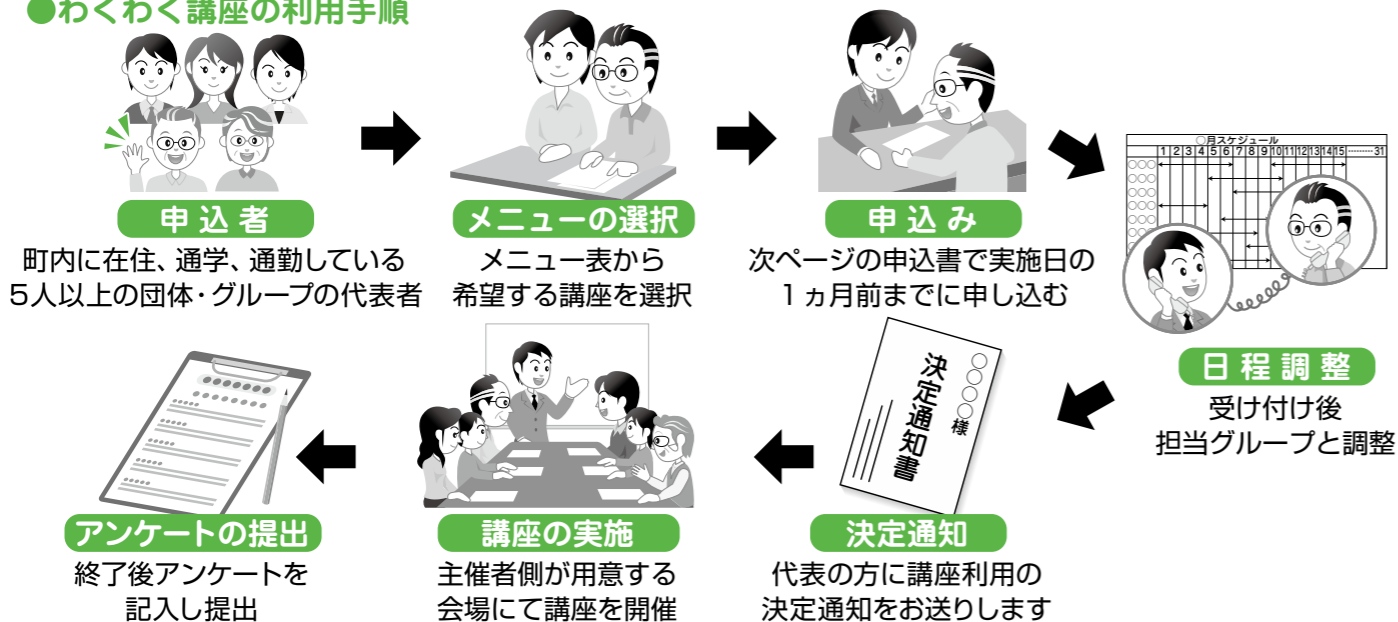 ●わくわく講座の利用手順
申込者
町内に在住、通学、通勤している
5人以上の団体・グループの代表者
メニューの選択
メニュー表から
希望する講座を選択
申込み
次ページの申込書で実施日の
1ヵ月前までに申し込む
○月スケジュール
1 2 3 4 5 6 7 8 9 10 11 12 13 14 15 ・・・・・・・・ 31
○○○
○○○
○○○
○○○
○○○
日程調整
受け付け後
担当グループと調整
○○○○様
決定通知書
決定通知
代表の方に講座利用の
決定通知をお送りします
講座の実施
主催者側が用意する
会場にて講座を開催
アンケートの提出
終了後アンケートを
記入し提出